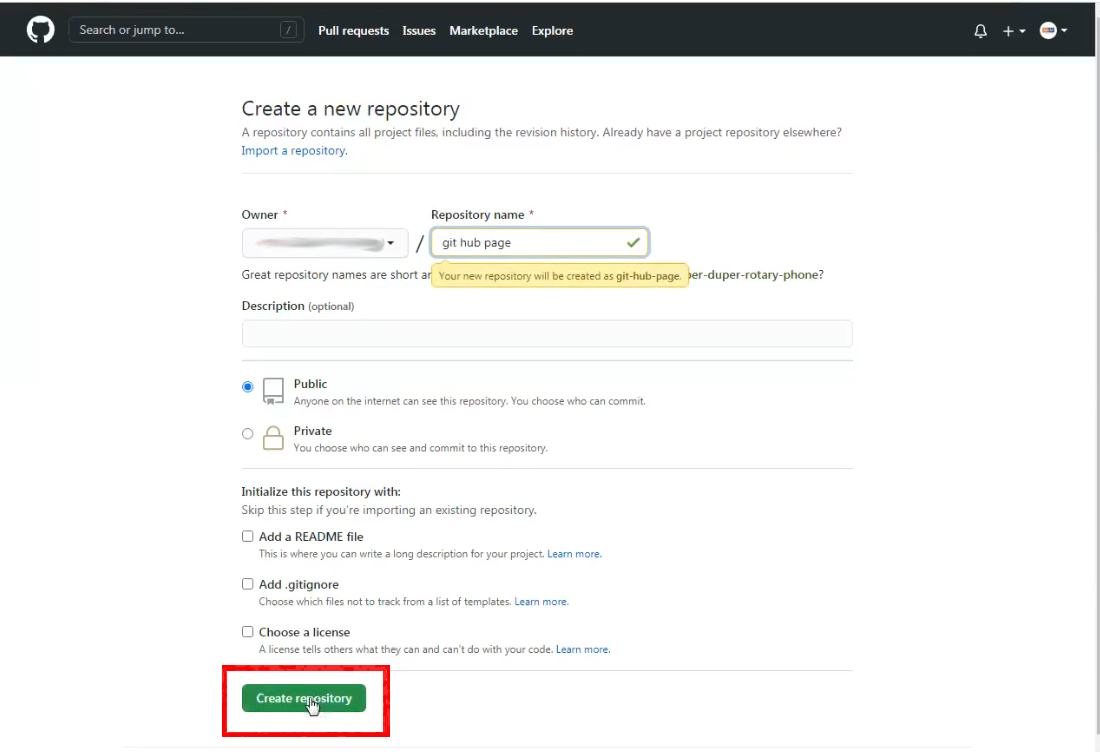 Search or jump to... /
Pull requests Issues Marketplace Explore
Create a new repository
A repository contains all project files, including the revision history. Already have a project repository elsewhere?
Import a repository.
Owner * Repository name *
/ git hub page
Great repository names are short Your new repository will be created as git-hub-page. er-duper-rotary-phone?
Description (optional)
Public
Anyone on the internet can see this repository. You choose who can commit.
Private
You choose who can see and commit to this repository.
Initialize this repository with:
Skip this step if you're importing an existing repository.
Add a README file
This is where you can write a long description for your project. Learn more.
Add .gitignore
Choose which files not to track from a list of templates. Learn more.
Choose a license
A license tells others what they can and can't do with your code. Learn more.
Create repository